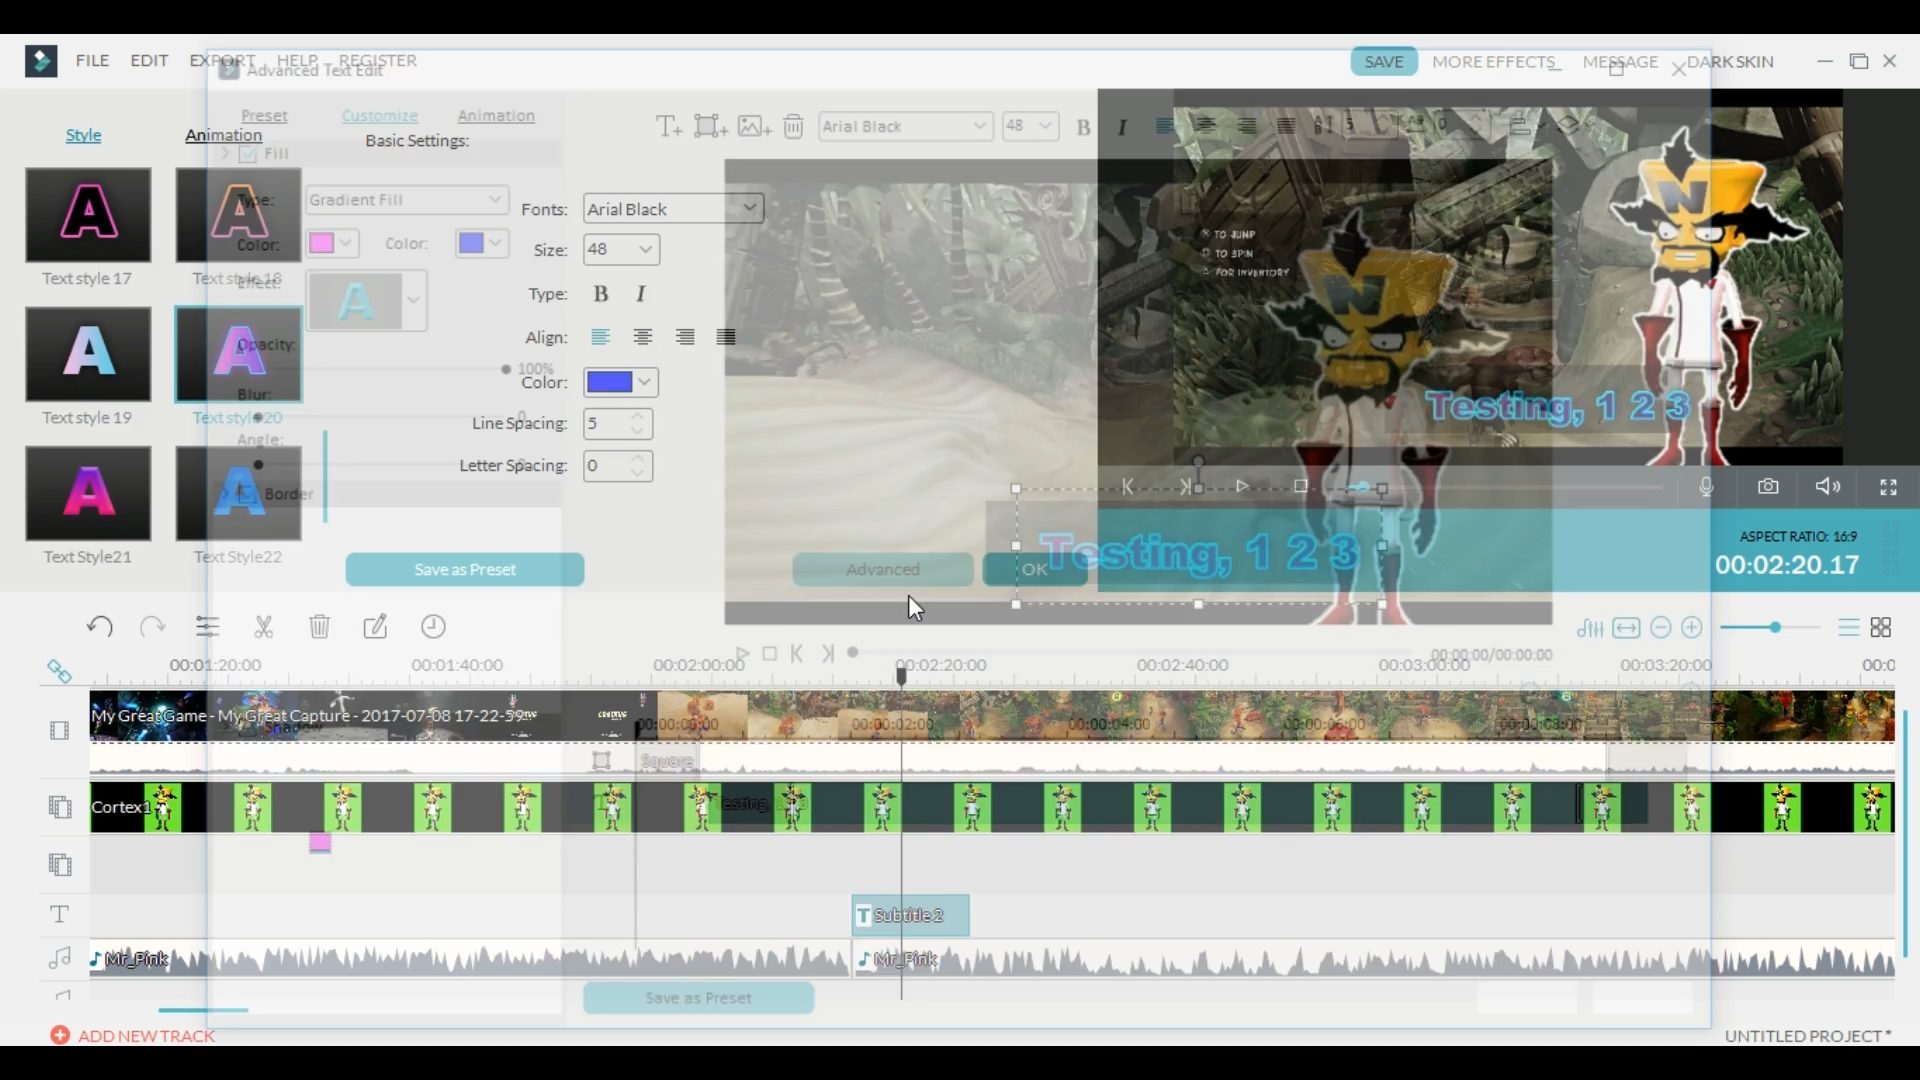 FILE EDIT EXPORT HELP REGISTER
SAVE MORE EFFECTS MESSAGE DARK SKIN
Advanced Text Edit
Preset Customize Animation
Style Animation
Basic Settings:
Fill
Arial Black 48 B I 5 0
Type: Gradient Fill
Color: Color:
Effect:
Opacity: 100%
Blur: 0
Angle: 0
Border
Text style 17
Text style 18
Text style 19
Text style 20
Text Style21
Text Style22
Fonts: Arial Black
Size: 48
Type: B I
Align:
Color:
Line Spacing: 5
Letter Spacing: 0
Save as Preset
Advanced
OK
TO JUMP
TO SPIN
FOR INVENTORY
N
N
Testing, 1 2 3
Testing, 1 2 3
ASPECT RATIO: 16:9
00:02:20.17
00:00:00/00:00:00
00:01:20:00 00:01:40:00 00:02:00:00 00:02:20:00 00:02:40:00 00:03:00:00 00:03:20:00 00:0
My Great Game - My Great Capture - 2017-07-08 17-22-59
Shadow
00:00:00:00 00:00:02:00 00:00:04:00 00:00:06:00
Square
Cortex1
Testing, 1 2 3
T Subtitle 2
Mr_Pink
Mr_Pink
Save as Preset
ADD NEW TRACK
UNTITLED PROJECT *